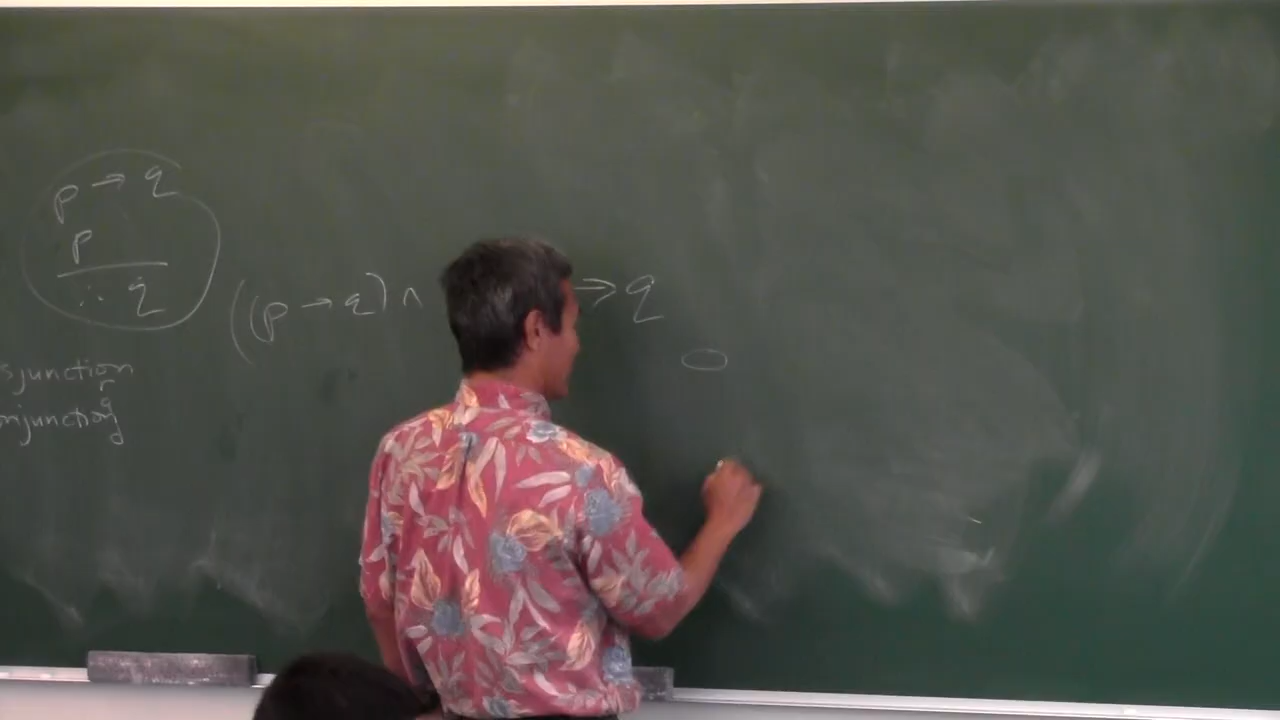 p → q
p
∴ q
((p → q) ∧ → q
sjunction
r
njunction
g